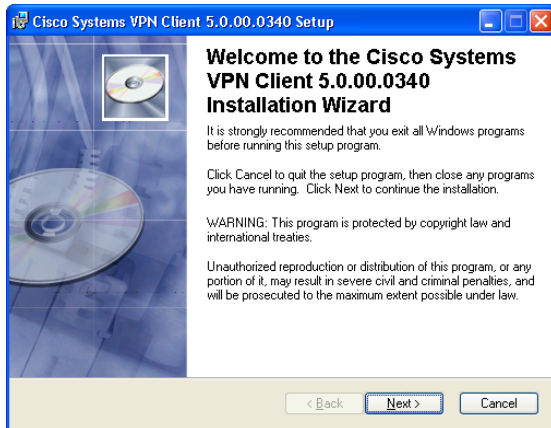 Cisco Systems VPN Client 5.0.00.0340 Setup
Welcome to the Cisco Systems
VPN Client 5.0.00.0340
Installation Wizard
It is strongly recommended that you exit all Windows programs
before running this setup program.
Click Cancel to quit the setup program, then close any programs
you have running. Click Next to continue the installation.
WARNING: This program is protected by copyright law and
international treaties.
Unauthorized reproduction or distribution of this program, or any
portion of it, may result in severe civil and criminal penalties, and
will be prosecuted to the maximum extent possible under law.
< Back
Next >
Cancel